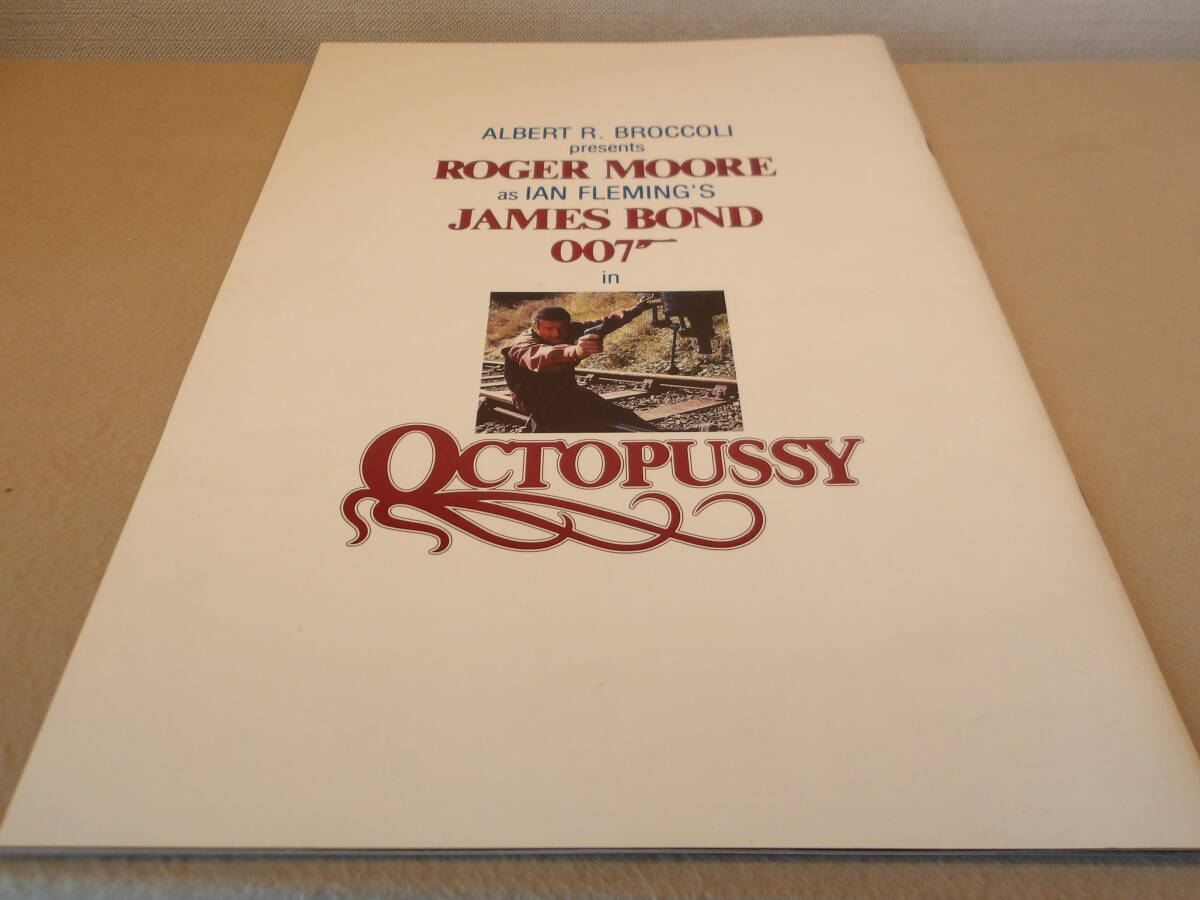 ALBERT R. BROCCOLI
presents
ROGER MOORE
as IAN FLEMING'S
JAMES BOND
007
in
OCTOPUSSY